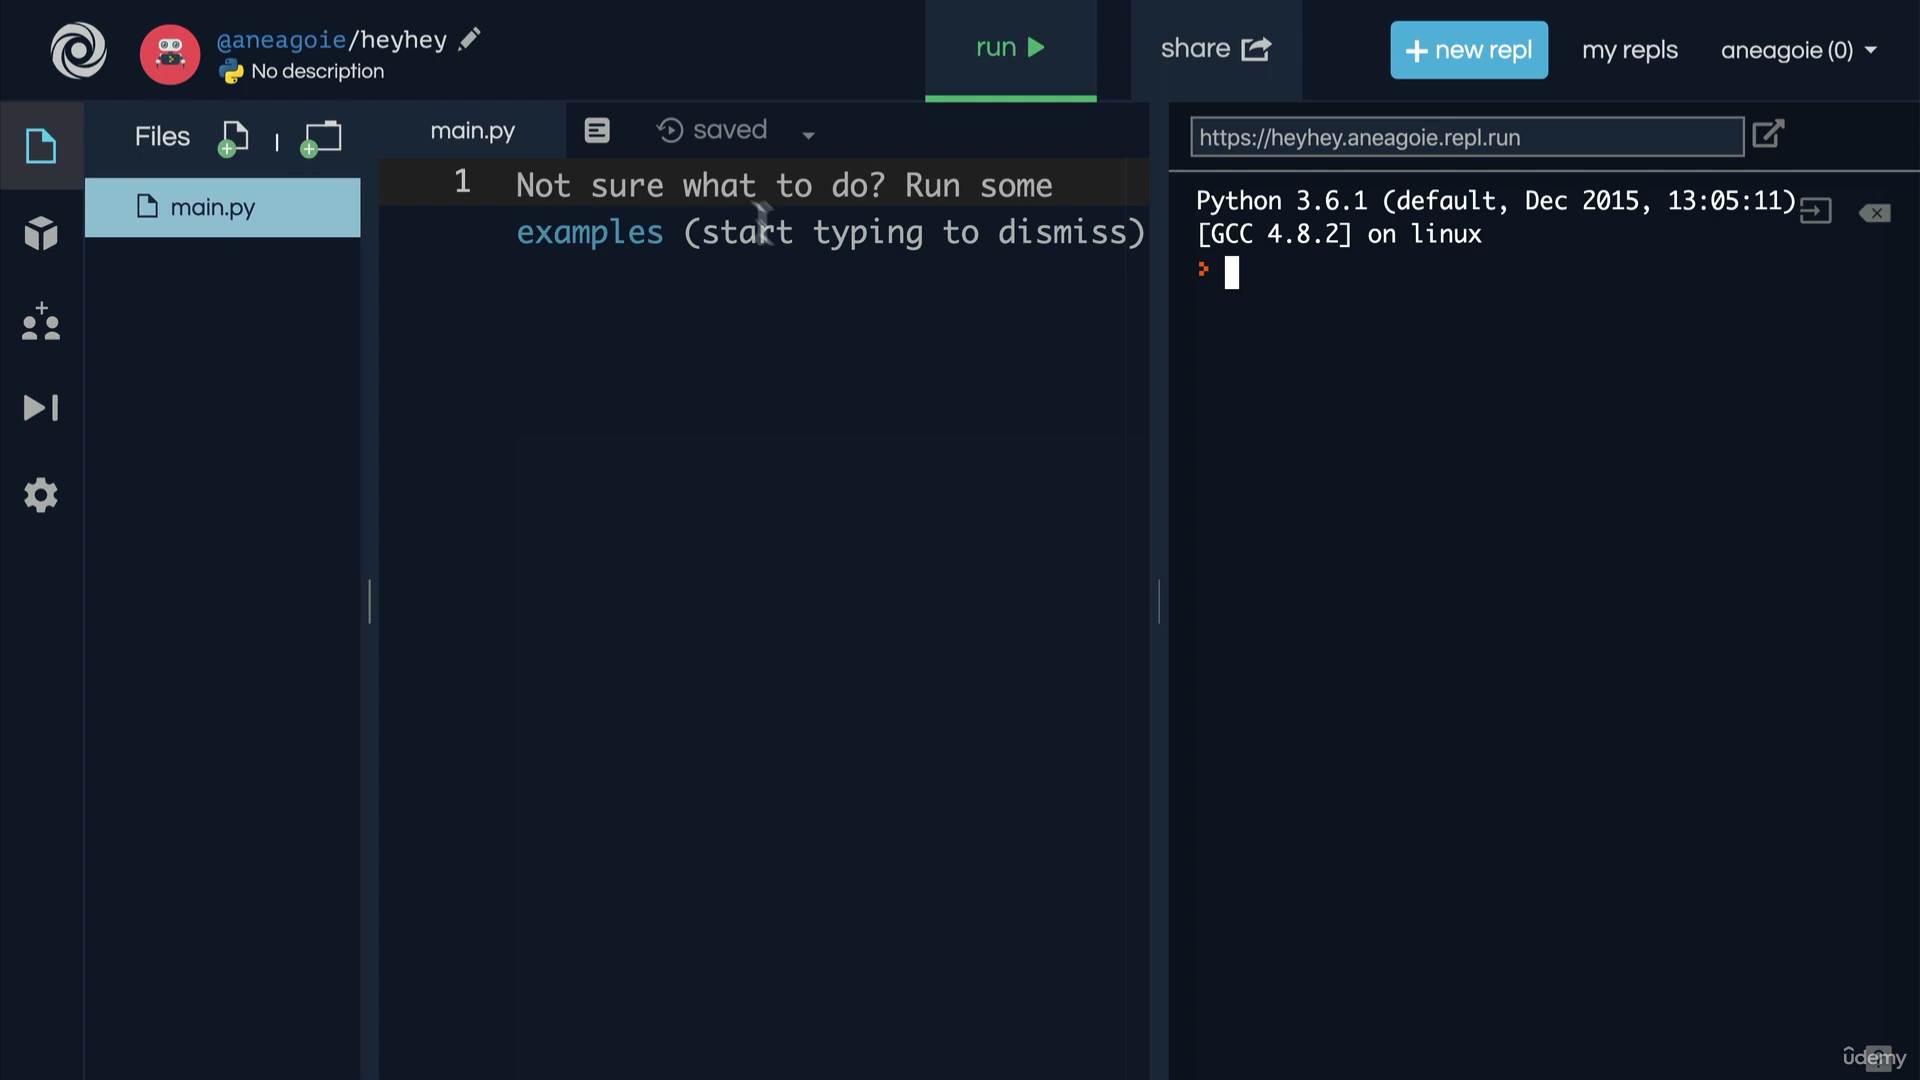 @aneagoie/heyhey
No description
run
share
new repl
my repls
aneagoie (0)
Files
main.py
main.py
saved
1
Not sure what to do? Run some
examples (start typing to dismiss)
https://heyhey.aneagoie.repl.run
Python 3.6.1 (default, Dec 2015, 13:05:11)
[GCC 4.8.2] on linux
ûdemy